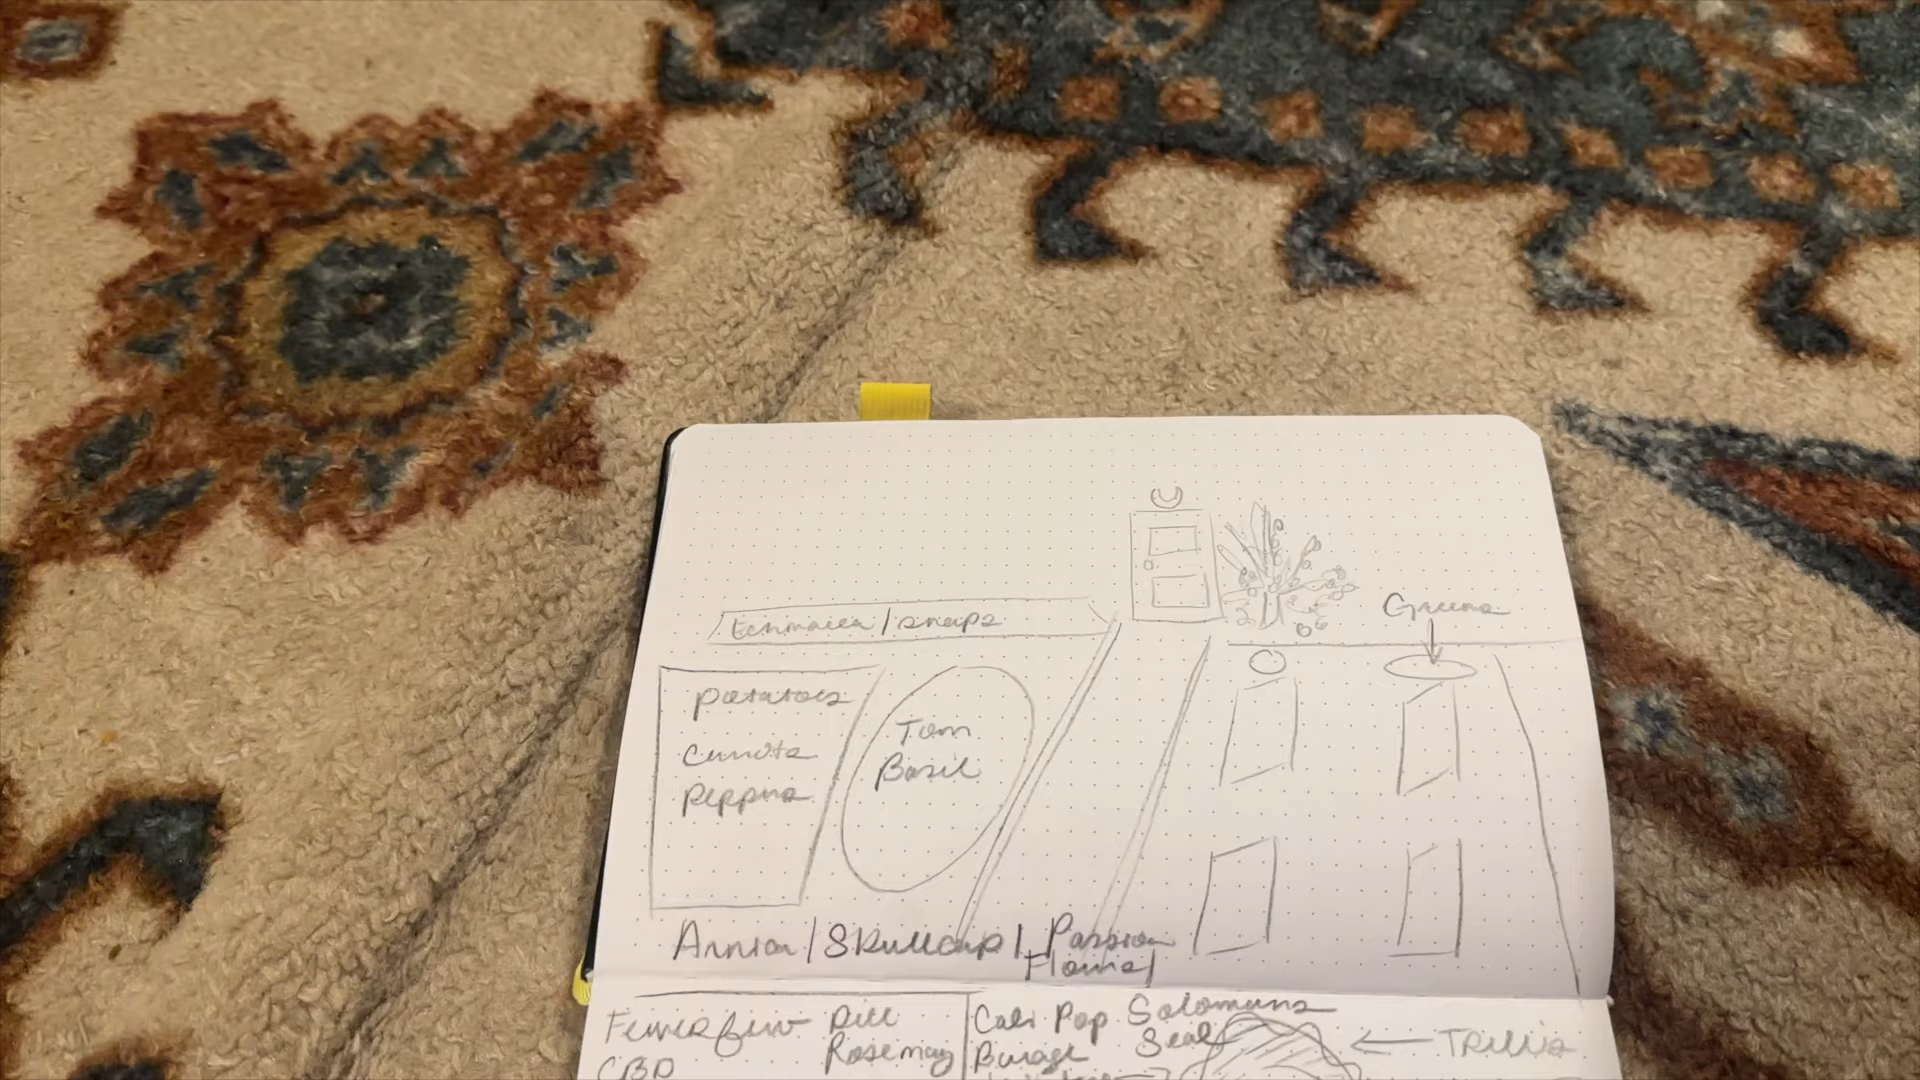 Echinacea / snaps
Greens
Potatoes
Carrots
Peppers
Tom
Basil
Arnica / Skullcap / Passion
Flower /
Feverfew Dill
Rosemary
CBD
Cali Pop Solomons
Seal
Borage
← Trellis